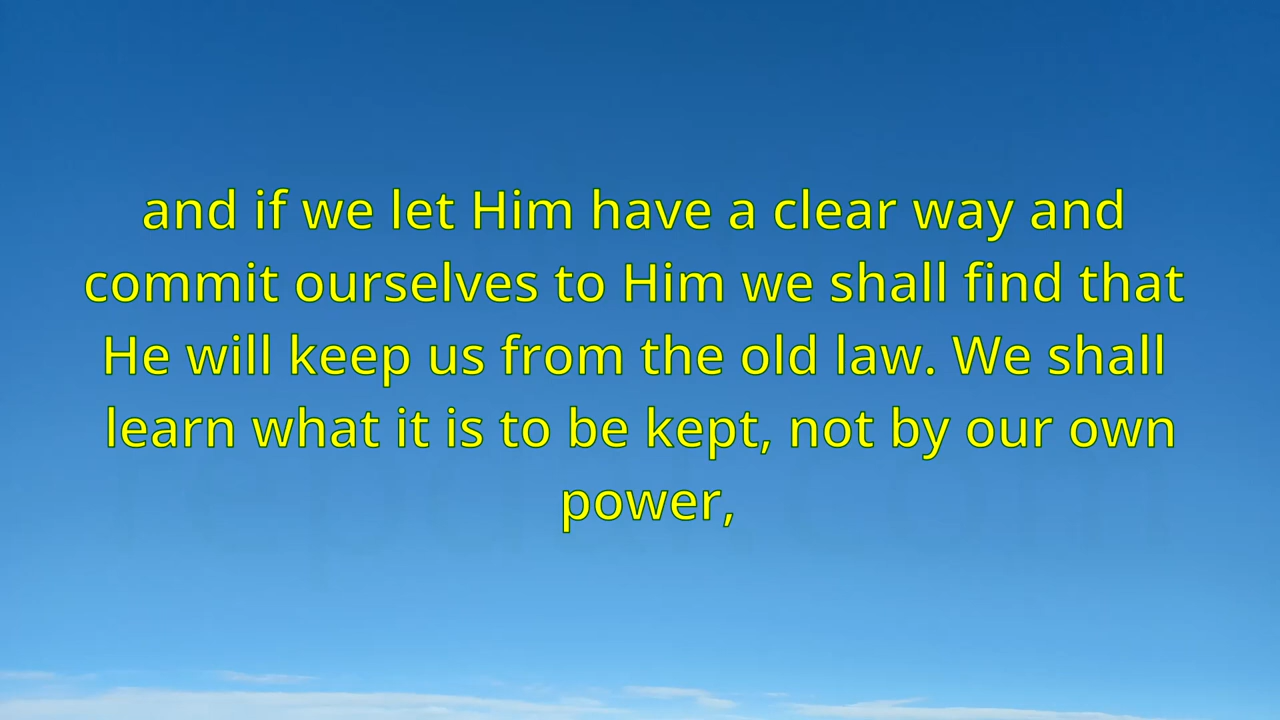 and if we let Him have a clear way and
commit ourselves to Him we shall find that
He will keep us from the old law. We shall
learn what it is to be kept, not by our own
power,